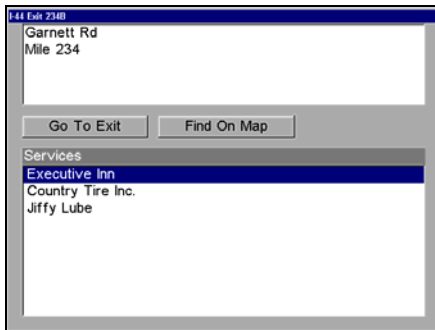 I-44 Exit 234B
Garnett Rd
Mile 234
Go To Exit
Find On Map
Services
Executive Inn
Country Tire Inc.
Jiffy Lube